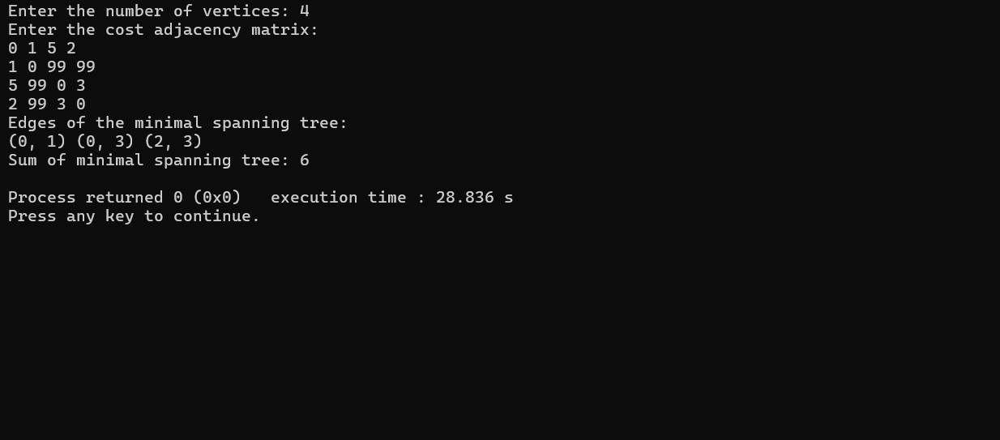 Enter the number of vertices: 4
Enter the cost adjacency matrix:
0 1 5 2
1 0 99 99
5 99 0 3
2 99 3 0
Edges of the minimal spanning tree:
(0, 1) (0, 3) (2, 3)
Sum of minimal spanning tree: 6
Process returned 0 (0x0)   execution time : 28.836 s
Press any key to continue.